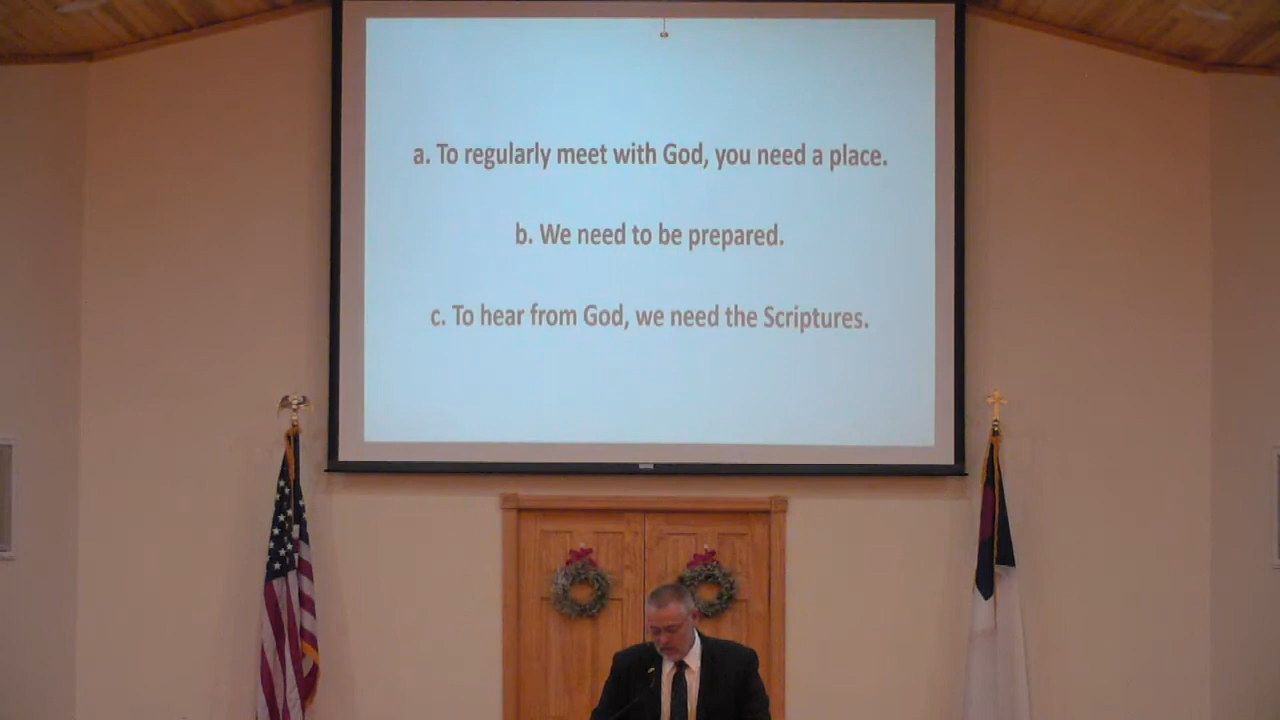 a. To regularly meet with God, you need a place.
b. We need to be prepared.
c. To hear from God, we need the Scriptures.